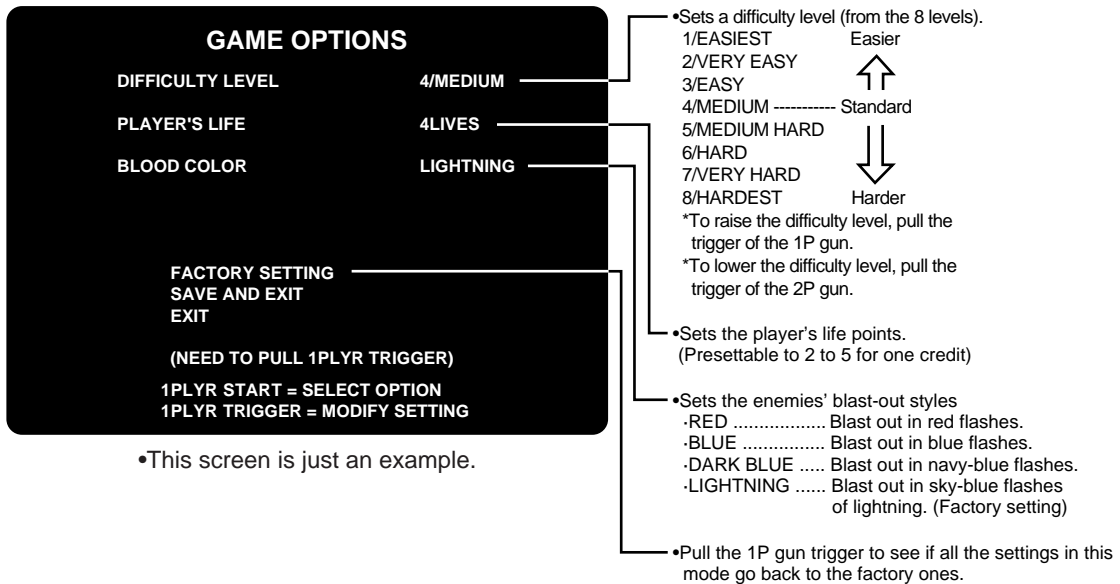 GAME OPTIONS
DIFFICULTY LEVEL 4/MEDIUM
PLAYER'S LIFE 4LIVES
BLOOD COLOR LIGHTNING
FACTORY SETTING
SAVE AND EXIT
EXIT
(NEED TO PULL 1PLYR TRIGGER)
1PLYR START = SELECT OPTION
1PLYR TRIGGER = MODIFY SETTING
•This screen is just an example.
•Sets a difficulty level (from the 8 levels).
1/EASIEST Easier
2/VERY EASY
3/EASY
4/MEDIUM ----------- Standard
5/MEDIUM HARD
6/HARD
7/VERY HARD
8/HARDEST Harder
*To raise the difficulty level, pull the
trigger of the 1P gun.
*To lower the difficulty level, pull the
trigger of the 2P gun.
•Sets the player’s life points.
(Presettable to 2 to 5 for one credit)
•Sets the enemies’ blast-out styles
·RED .................. Blast out in red flashes.
·BLUE ................ Blast out in blue flashes.
·DARK BLUE ..... Blast out in navy-blue flashes.
·LIGHTNING ...... Blast out in sky-blue flashes
of lightning. (Factory setting)
•Pull the 1P gun trigger to see if all the settings in this
mode go back to the factory ones.